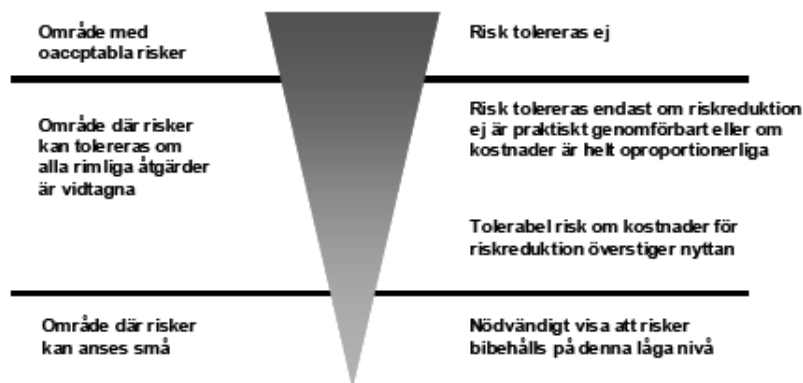 Område med
oaccptabla risker
Risk tolereras ej
Område där risker
kan tolereras om
alla rimliga åtgärder
är vidtagna
Risk tolereras endast om riskreduktion
ej är praktiskt genomförbart eller om
kostnader är helt oproportionerliga
Tolerabel risk om kostnader för
riskreduktion överstiger nyttan
Område där risker
kan anses små
Nödvändigt visa att risker
bibehålls på denna låga nivå